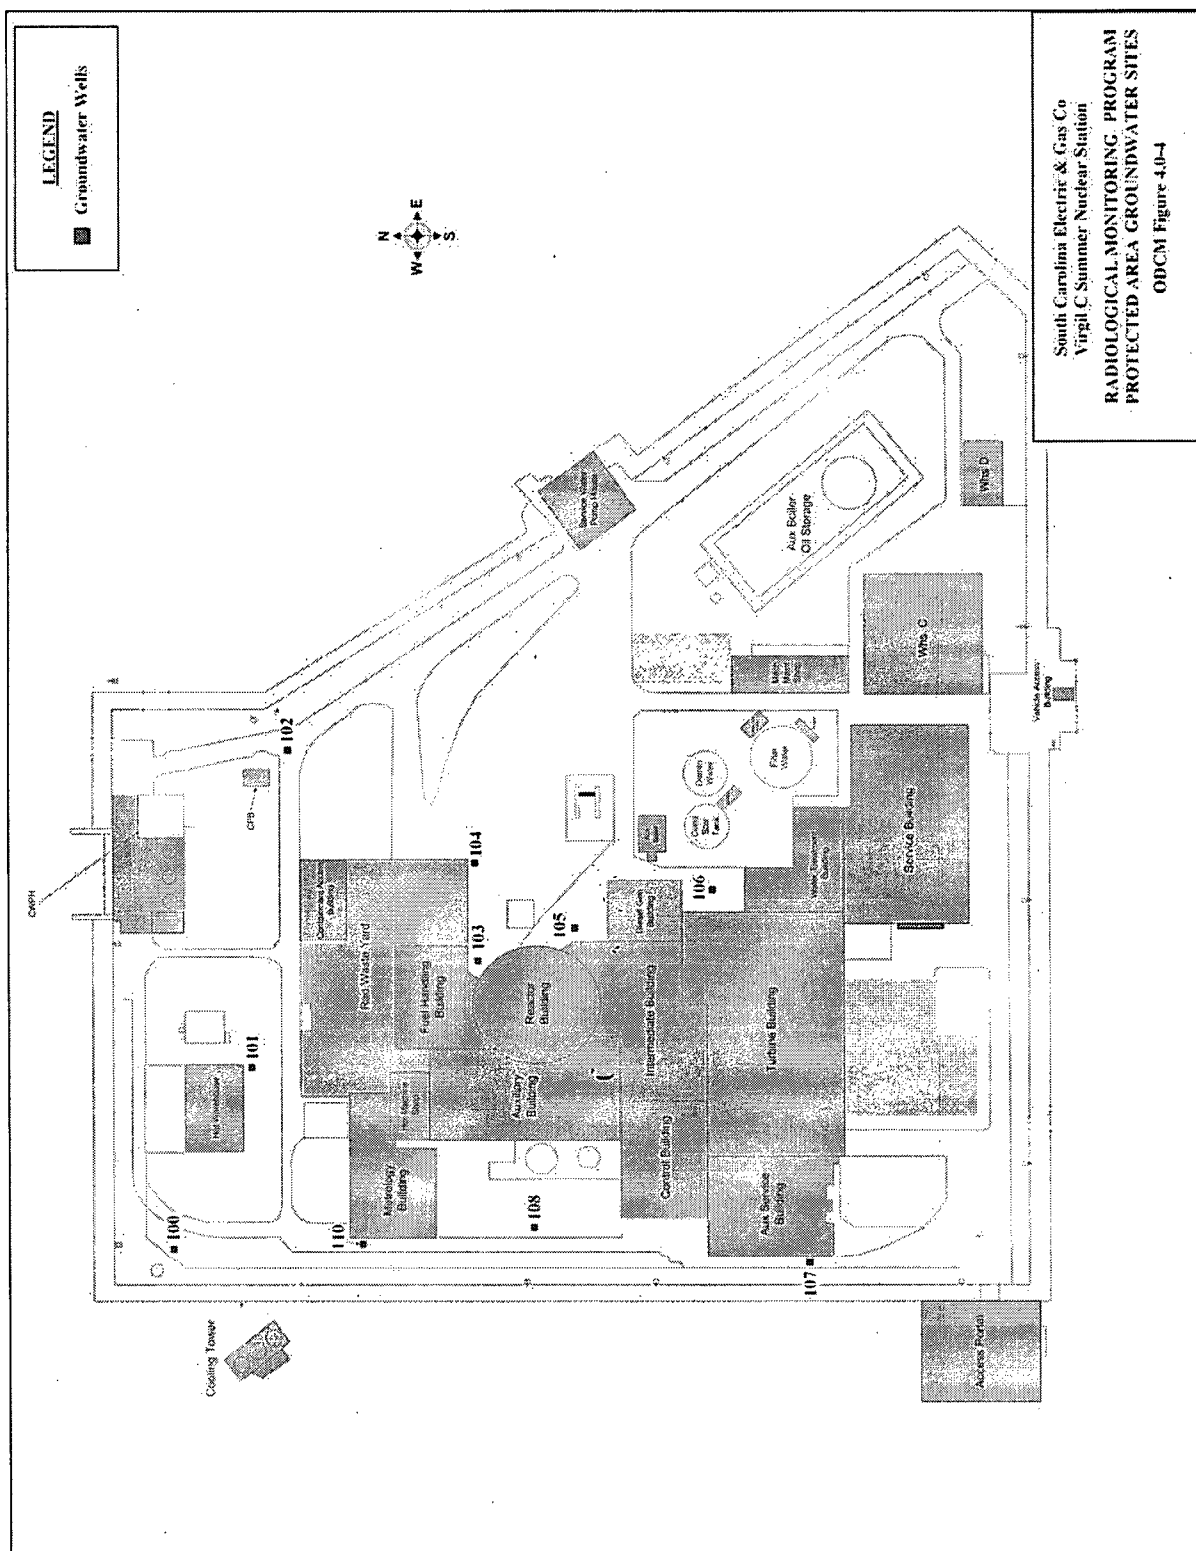 LEGEND
Groundwater Wells
N
W
E
S
CWPH
CPB
102
Rad Waste Yard
Fuel Handling
Building
104
103
101
100
Cooling Tower
Metrology
Building
Hot Machine
Shop
Auxiliary
Building
Reactor
Building
105
110
108
Service Water
Pump House
Aux Boiler
Oil Storage
Whs D
Whs. C
Vehicle Access
Building
Demin
Water
Cond
Stor
Tank
Filter
Water
Diesel Gen
Building
106
Intermediate Building
Control Building
Turbine Building
Service Building
Aux Service
Building
107
Access Portal
South Carolina Electric & Gas Co
Virgil C Summer Nuclear Station
RADIOLOGICAL MONITORING PROGRAM
PROTECTED AREA GROUNDWATER SITES
ODCM Figure 4.0-4